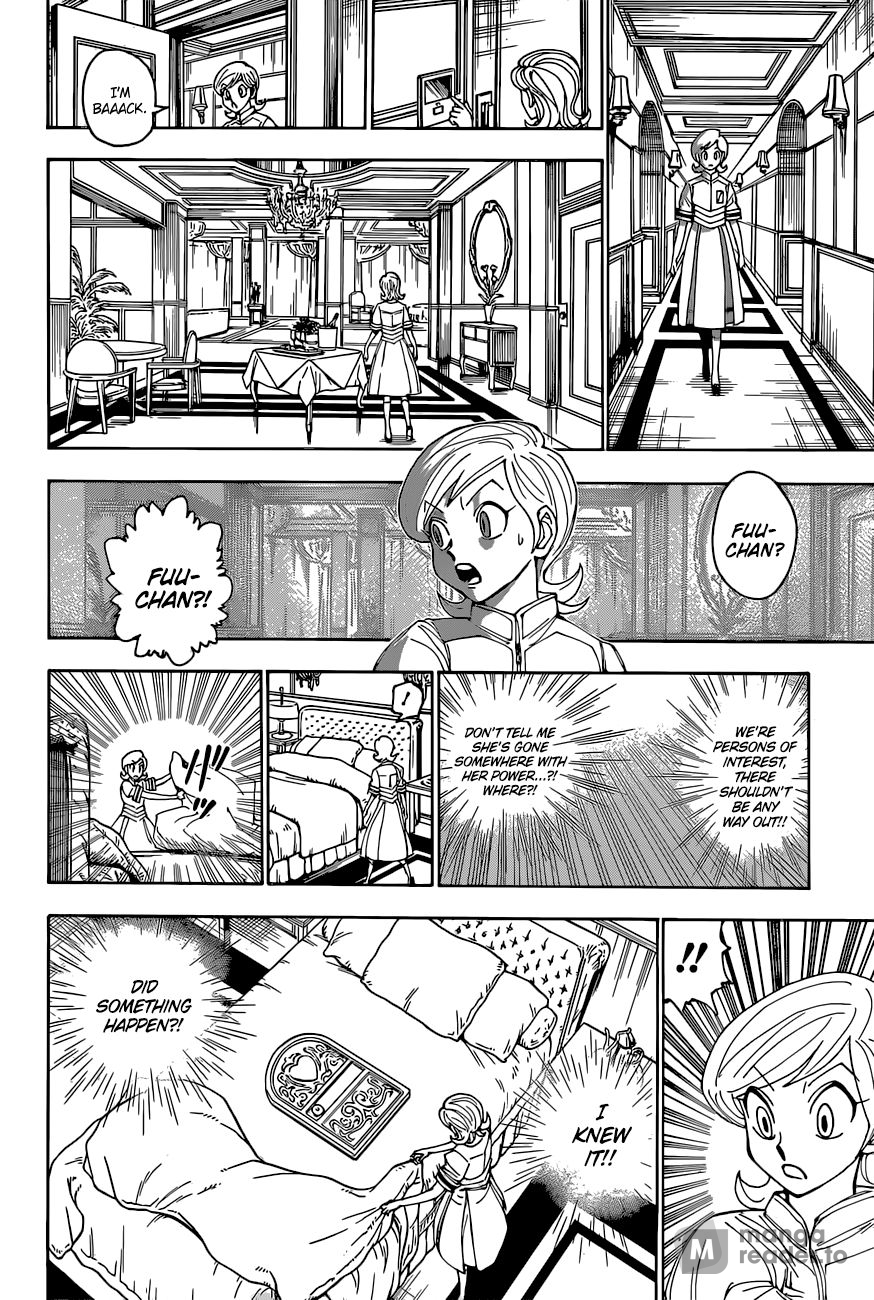 I'M
BAAACK.
FUU-
CHAN?
FUU-
CHAN?!
WE'RE
PERSONS OF
INTEREST,
THERE
SHOULDN'T
BE ANY
WAY OUT!!
DON'T TELL ME
SHE'S GONE
SOMEWHERE WITH
HER POWER...?!
WHERE?!
!
!!
I
KNEW
IT!!
DID
SOMETHING
HAPPEN?!
M manga
reader.to